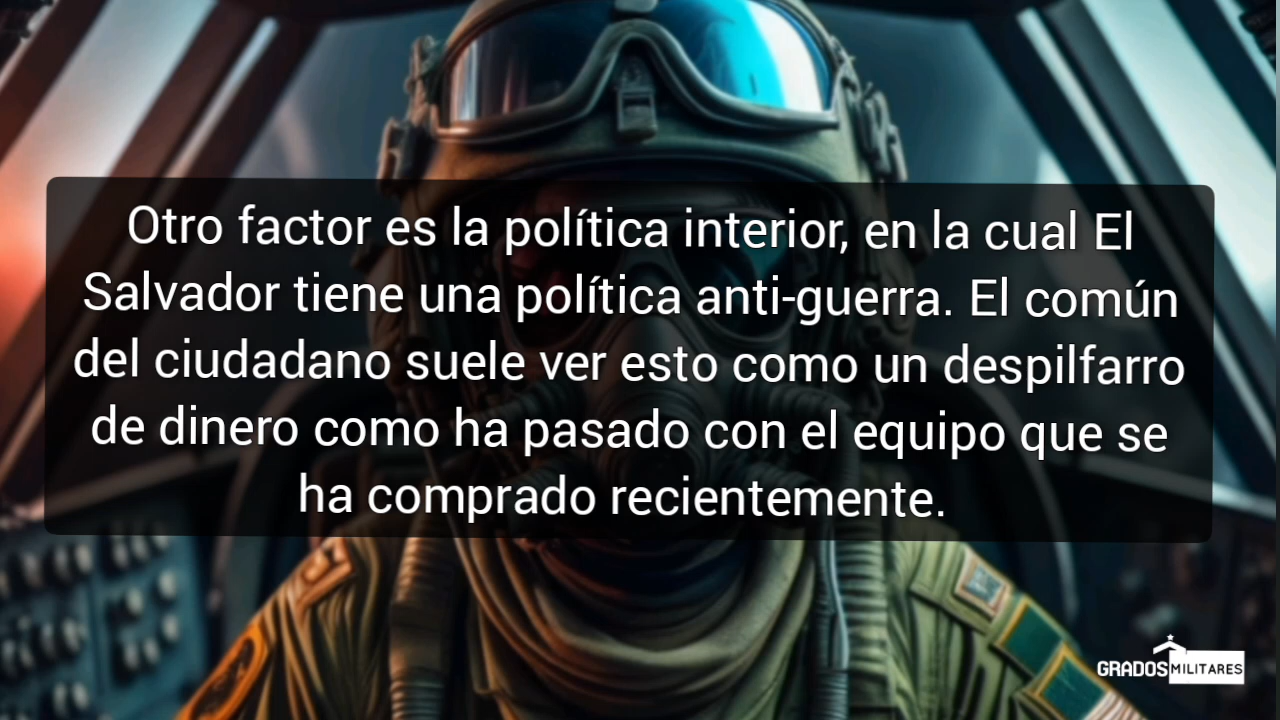 Otro factor es la política interior, en la cual El
Salvador tiene una política anti-guerra. El común
del ciudadano suele ver esto como un despilfarro
de dinero como ha pasado con el equipo que se
ha comprado recientemente.
GRADOSMILITARES